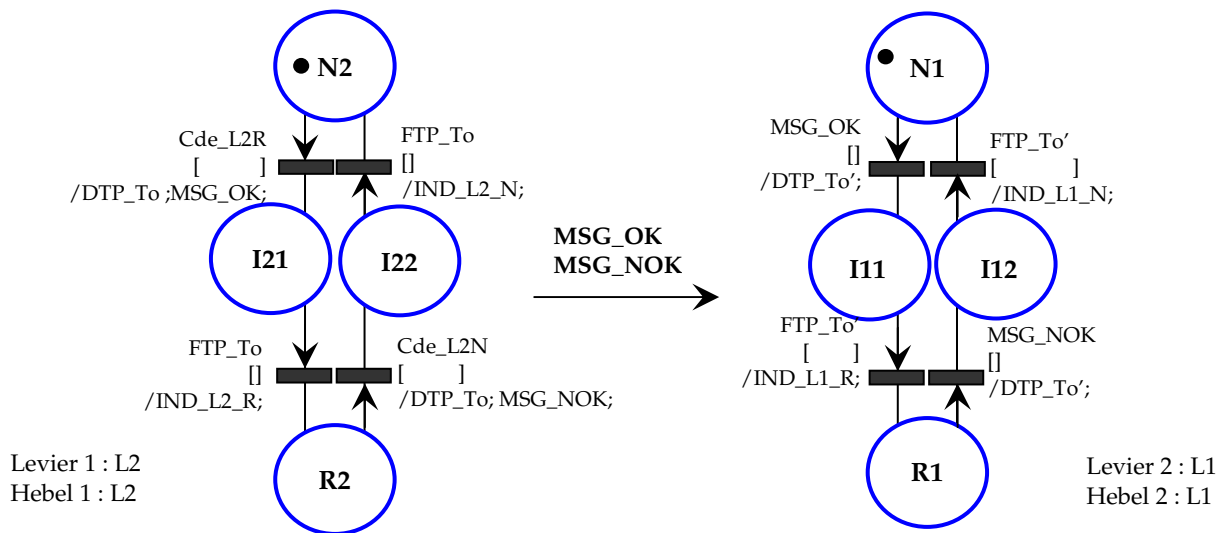 N2
Cde_L2R
[ ]
/DTP_To ;MSG_OK;
FTP_To
[]
/IND_L2_N;
I21
I22
FTP_To
[]
/IND_L2_R;
Cde_L2N
[ ]
/DTP_To; MSG_NOK;
R2
Levier 1 : L2
Hebel 1 : L2
MSG_OK
MSG_NOK
N1
MSG_OK
[]
/DTP_To’;
FTP_To’
[ ]
/IND_L1_N;
I11
I12
FTP_To’
[ ]
/IND_L1_R;
MSG_NOK
[]
/DTP_To’;
R1
Levier 2 : L1
Hebel 2 : L1